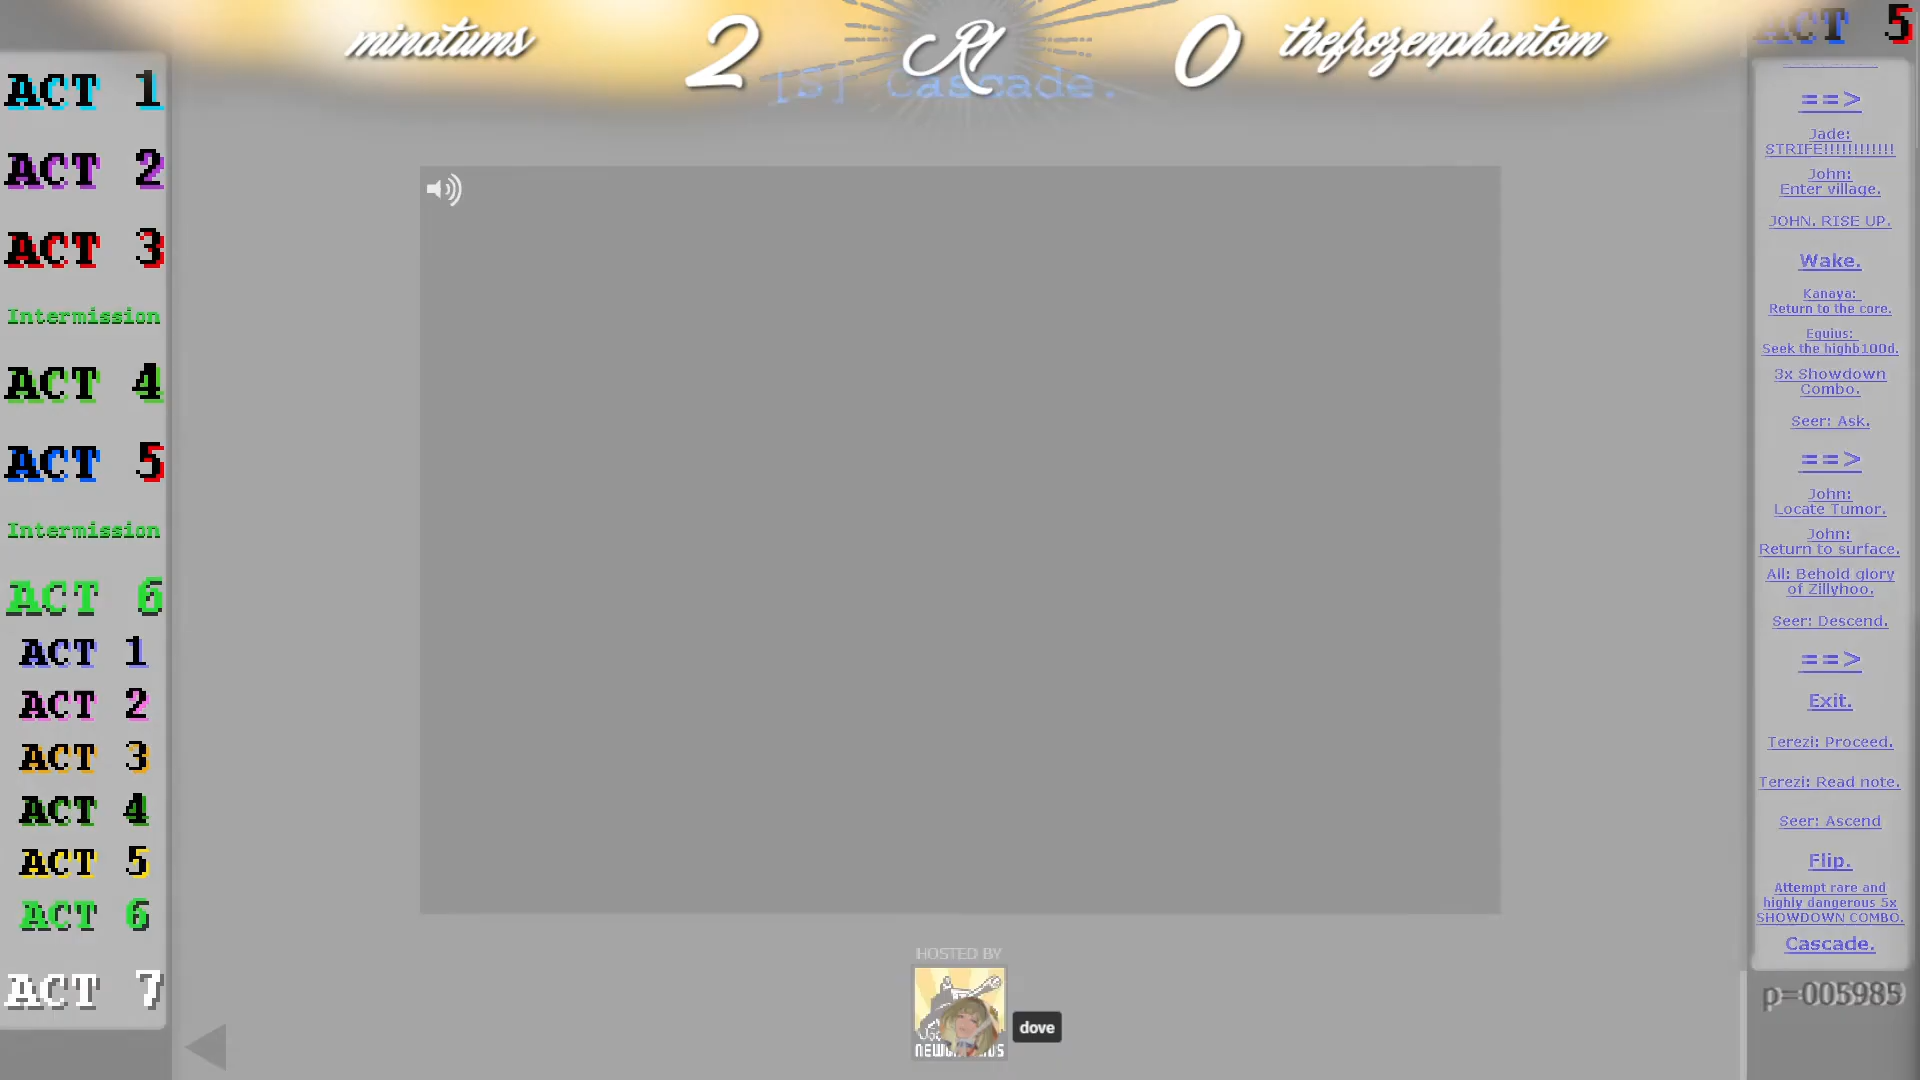 minatums 2 R1 0 thefrozenphantom
[S] Cascade.
ACT 1
ACT 2
ACT 3
Intermission
ACT 4
ACT 5
Intermission
ACT 6
ACT 1
ACT 2
ACT 3
ACT 4
ACT 5
ACT 6
ACT 7
HOSTED BY
dove
ACT 5
==>
Jade:
STRIFE!!!!!!!!!!!!
John:
Enter village.
JOHN. RISE UP.
Wake.
Kanaya:
Return to the core.
Equius:
Seek the highb100d.
3x Showdown
Combo.
Seer: Ask.
==>
John:
Locate Tumor.
John:
Return to surface.
All: Behold glory
of Zillyhoo.
Seer: Descend.
==>
Exit.
Terezi: Proceed.
Terezi: Read note.
Seer: Ascend
Flip.
Attempt rare and
highly dangerous 5x
SHOWDOWN COMBO.
Cascade.
p=005985